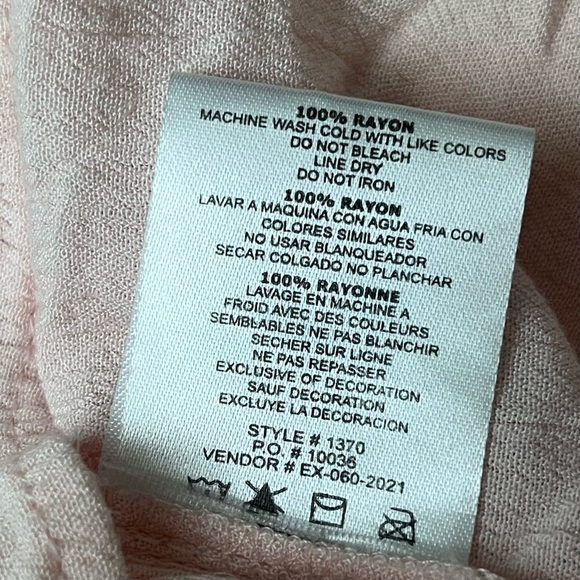 100% RAYON
MACHINE WASH COLD WITH LIKE COLORS
DO NOT BLEACH
LINE DRY
DO NOT IRON
100% RAYON
LAVAR A MAQUINA CON AGUA FRIA CON
COLORES SIMILARES
NO USAR BLANQUEADOR
SECAR COLGADO NO PLANCHAR
100% RAYONNE
LAVAGE EN MACHINE A
FROID AVEC DES COULEURS
SEMBLABLES NE PAS BLANCHIR
SECHER SUR LIGNE
NE PAS REPASSER
EXCLUSIVE OF DECORATION
SAUF DECORATION
EXCLUYE LA DECORACION
STYLE # 1370
P.O. # 10036
VENDOR # EX-060-2021